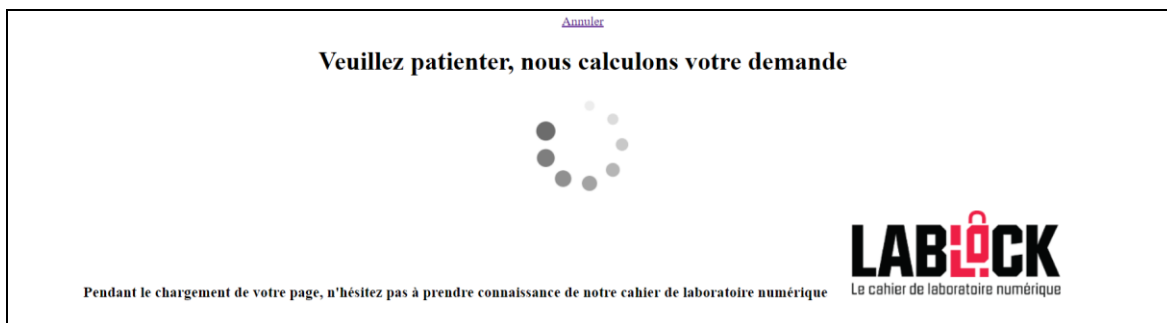 Annuler
Veuillez patienter, nous calculons votre demande
LABLOCK
Pendant le chargement de votre page, n'hésitez pas à prendre connaissance de notre cahier de laboratoire numérique
Le cahier de laboratoire numérique